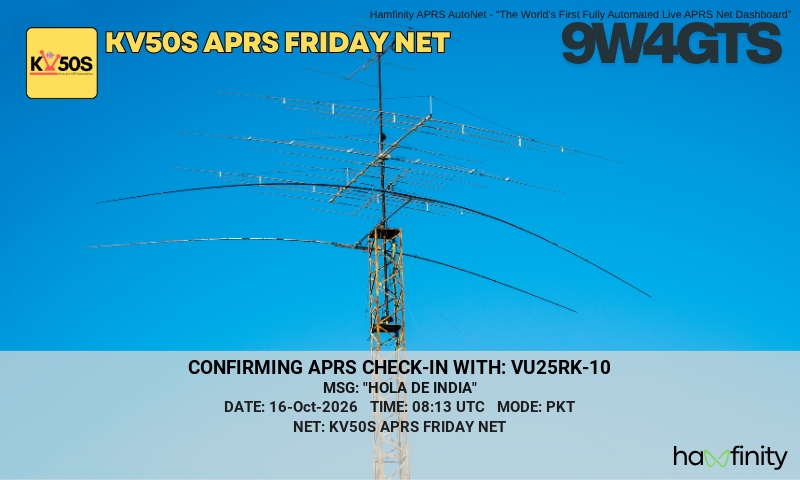 Hamfinity APRS AutoNet - "The World's First Fully Automated Live APRS Net Dashboard"
KV50S
KV50S APRS FRIDAY NET
9W4GTS
CONFIRMING APRS CHECK-IN WITH: VU25RK-10
MSG: "HOLA DE INDIA"
DATE: 16-Oct-2026 TIME: 08:13 UTC MODE: PKT
NET: KV50S APRS FRIDAY NET
hamfinity